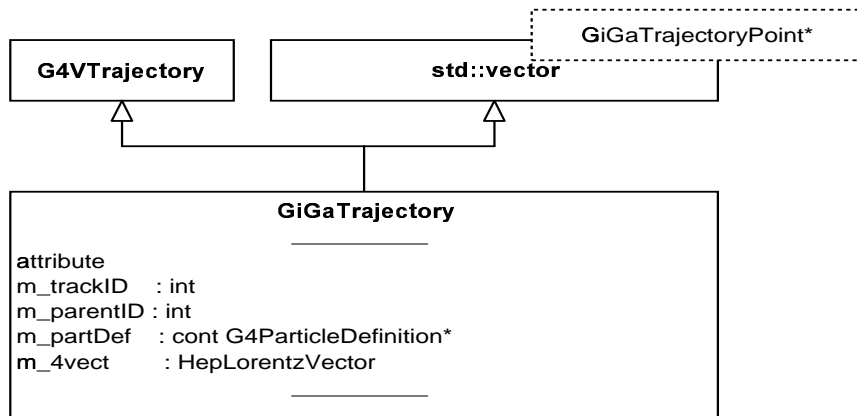 GiGaTrajectoryPoint*
G4VTrajectory
std::vector
GiGaTrajectory
attribute
m_trackID : int
m_parentID : int
m_partDef : cont G4ParticleDefinition*
m_4vect : HepLorentzVector